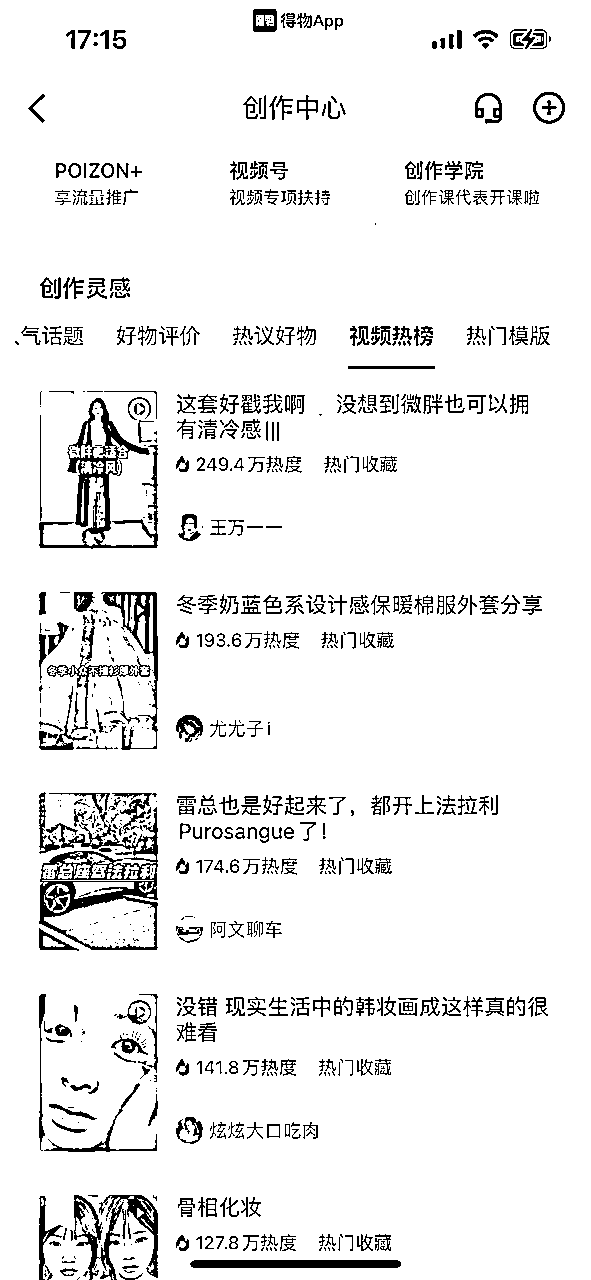 得物App
17:15
创作中心
POIZON+
视频号
创作学院
享流量推广
视频专项扶持
创作课代表开课啦
创作灵感
气话题
好物评价
热议好物
视频热榜
热门模版
这套好戳我啊 . 没想到微胖也可以拥
有清冷感|||
249.4万热度 热门收藏
微胖更适合
(清冷风)
王万一一
冬季奶蓝色系设计感保暖棉服外套分享
193.6万热度 热门收藏
尤尤子i
雷总也是好起来了，都开上法拉利
Purosangue了！
174.6万热度 热门收藏
雷总座驾法拉利
阿文聊车
没错 现实生活中的韩妆画成这样真的很
难看
141.8万热度 热门收藏
炫炫大口吃肉
骨相化妆
127.8万热度 热门收藏